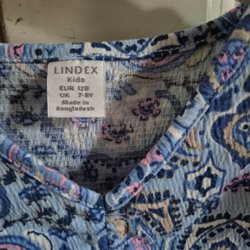 LINDEX
Kids
EUR 128
UK 7-8Y
Made in
Bangladesh